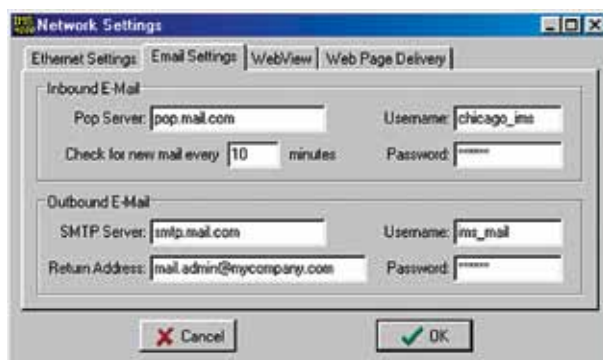 IMS 4000 Network Settings
Ethernet Settings Email Settings WebView Web Page Delivery
Inbound E-Mail
Pop Server: pop.mail.com Username: chicago_ims
Check for new mail every 10 minutes Password: ******
Outbound E-Mail
SMTP Server: smtp.mail.com Username: ims_mail
Return Address: mail.admin@mycompany.com Password: ******
Cancel OK